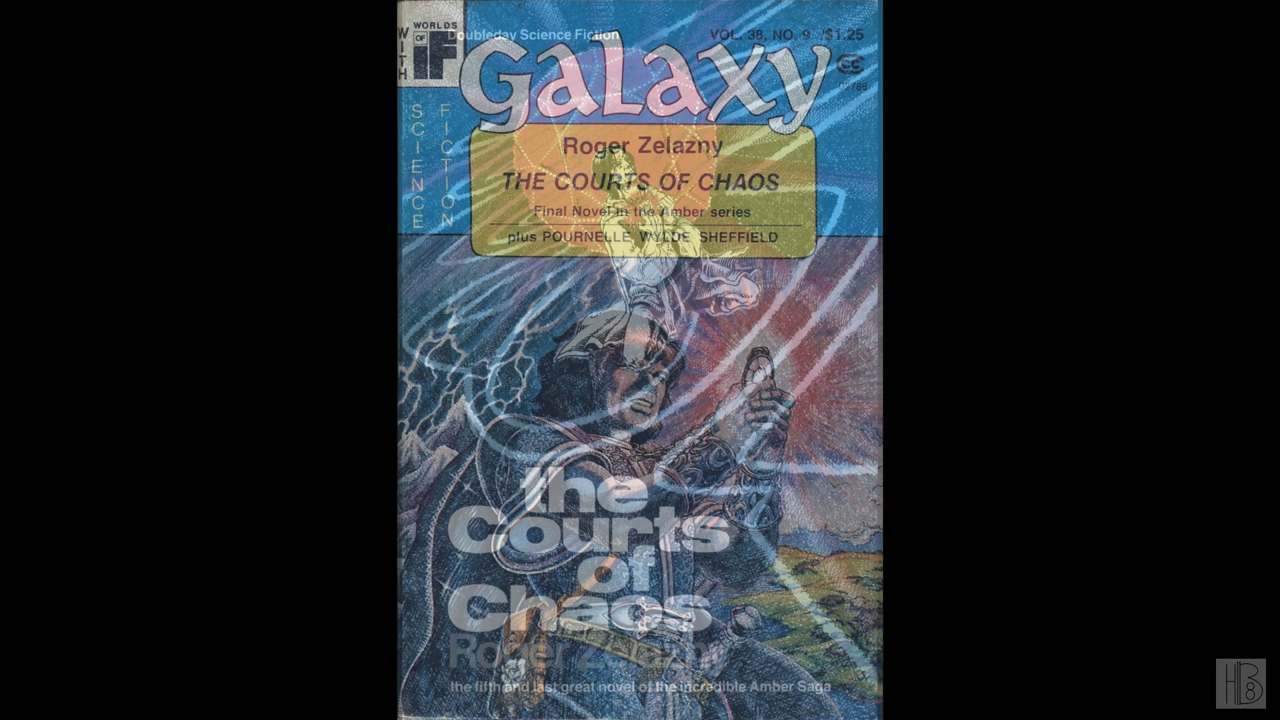 WITH
WORLDS
OF
IF
Doubleday Science Fiction
VOL. 38, NO. 9 /$1.25
Galaxy
SCIENCE
FICTION
Roger Zelazny
THE COURTS OF CHAOS
Final Novel in the Amber series
plus POURNELLE WYLDE SHEFFIELD
the
Courts
of
Chaos
Roger Zelazny
the fifth and last great novel of the incredible Amber Saga
HB8